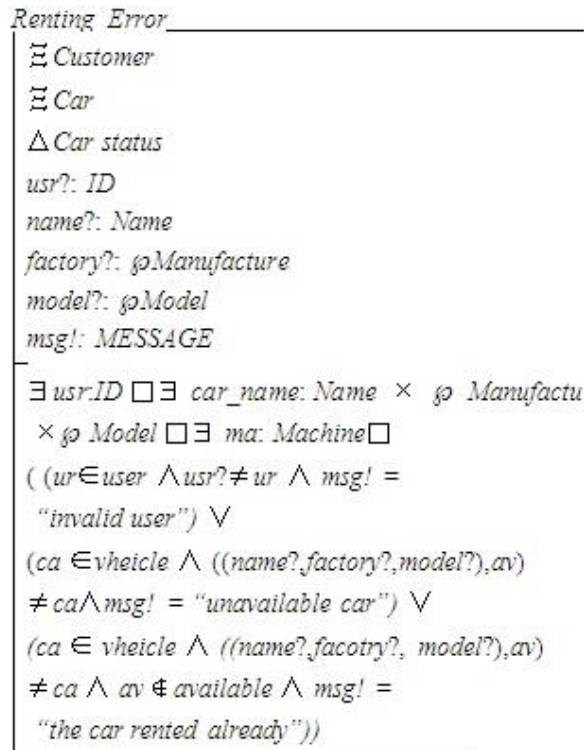 Renting Error
Ξ Customer
Ξ Car
Δ Car status
usr?: ID
name?: Name
factory?: ℘Manufacture
model?: ℘Model
msg!: MESSAGE
∃ usr:ID □ ∃ car_name: Name × ℘ Manufactu
× ℘ Model □ ∃ ma: Machine □
( (ur∈user ∧ usr?≠ur ∧ msg! =
“invalid user”) ∨
(ca ∈ vheicle ∧ ((name?,factory?,model?),av)
≠ca∧msg! = “unavailable car”) ∨
(ca ∈ vheicle ∧ ((name?,facotry?, model?),av)
≠ca ∧ av ∉ available ∧ msg! =
“the car rented already”))